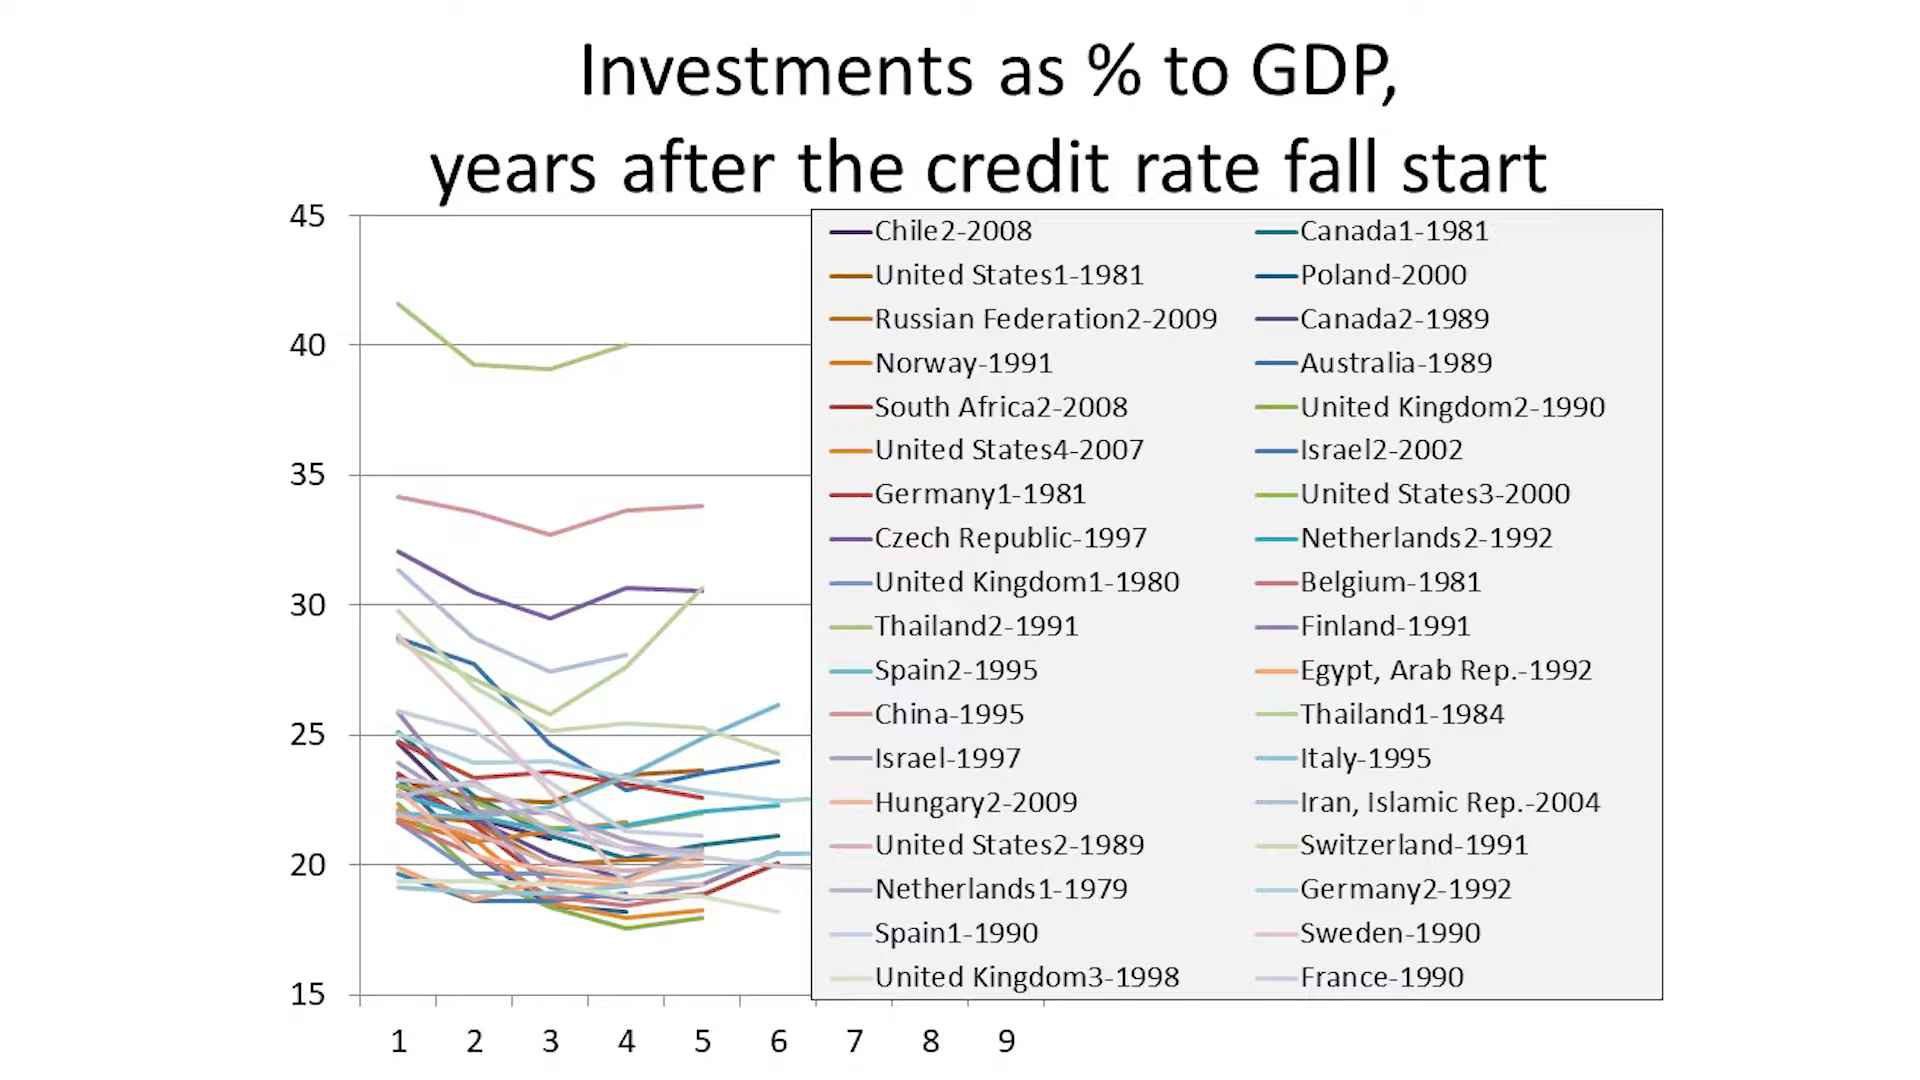 Investments as % to GDP,
years after the credit rate fall start
45
40
35
30
25
20
15
1 2 3 4 5 6 7 8 9
Chile2-2008 Canada1-1981
United States1-1981 Poland-2000
Russian Federation2-2009 Canada2-1989
Norway-1991 Australia-1989
South Africa2-2008 United Kingdom2-1990
United States4-2007 Israel2-2002
Germany1-1981 United States3-2000
Czech Republic-1997 Netherlands2-1992
United Kingdom1-1980 Belgium-1981
Thailand2-1991 Finland-1991
Spain2-1995 Egypt, Arab Rep.-1992
China-1995 Thailand1-1984
Israel-1997 Italy-1995
Hungary2-2009 Iran, Islamic Rep.-2004
United States2-1989 Switzerland-1991
Netherlands1-1979 Germany2-1992
Spain1-1990 Sweden-1990
United Kingdom3-1998 France-1990